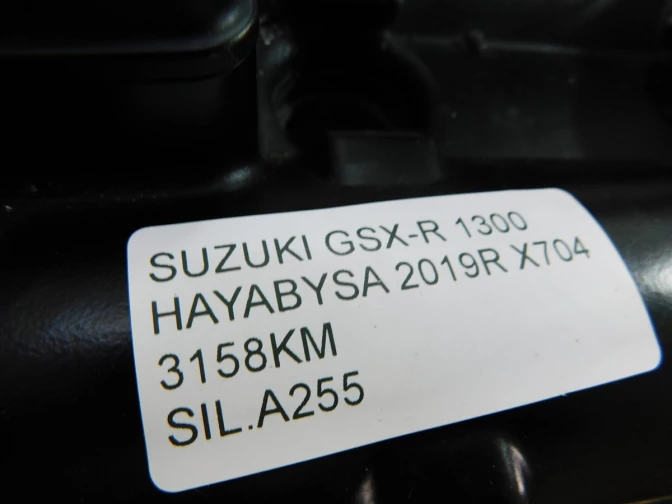 SUZUKI GSX-R 1300
HAYABYSA 2019R X704
3158KM
SIL.A255